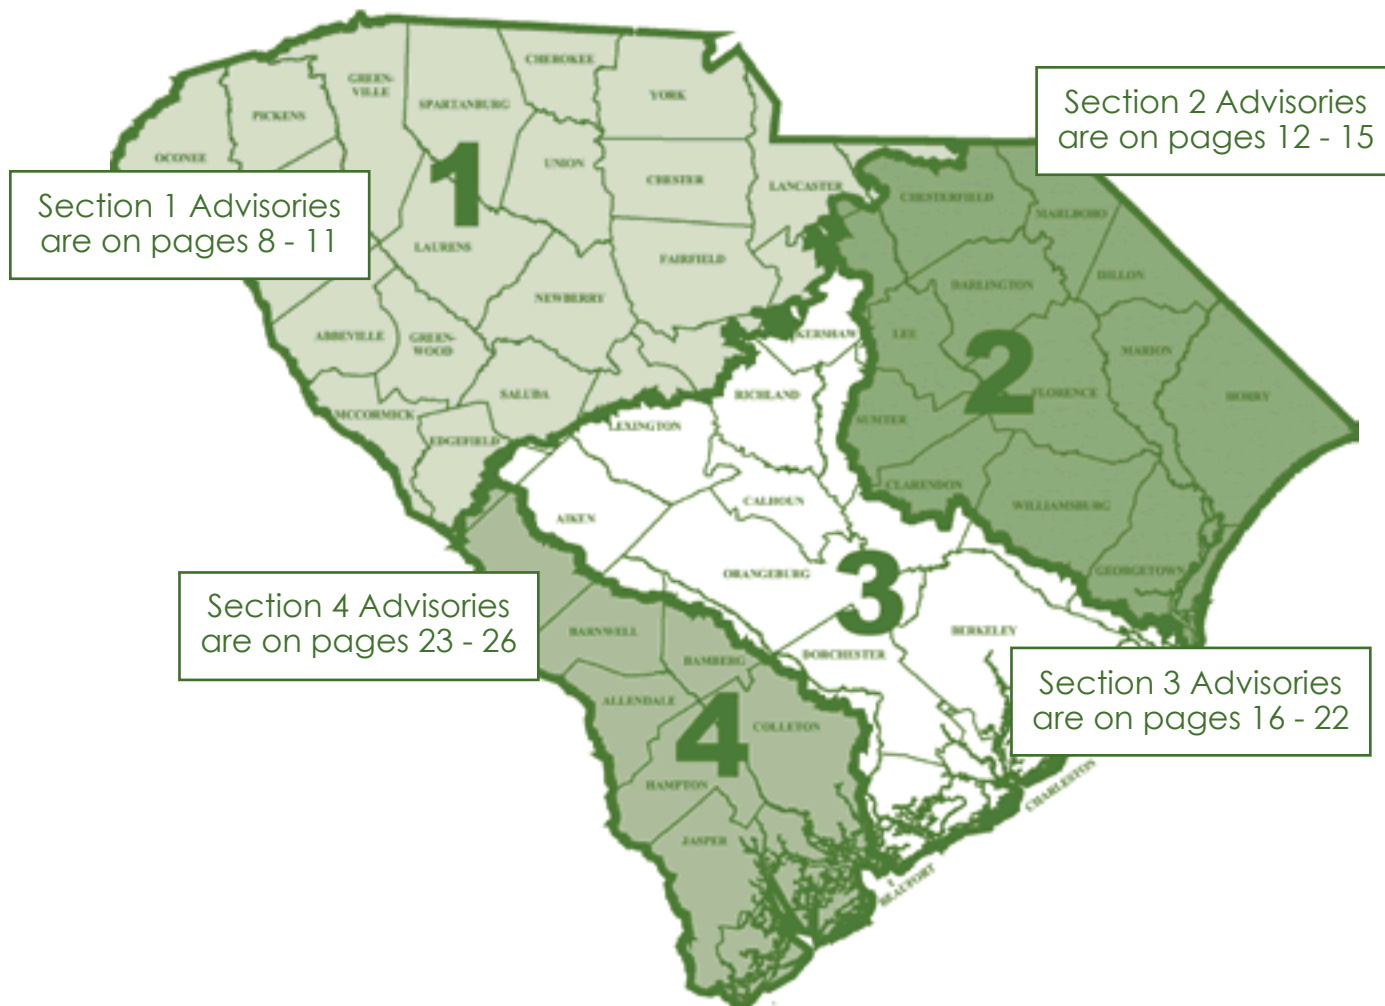 CHEROKEE
GREEN-
VILLE
SPARTANBURG
YORK
PICKENS
OCONEE
UNION
CHESTER
LANCASTER
1
Section 1 Advisories
are on pages 8 - 11
LAURENS
FAIRFIELD
NEWBERRY
ABBEVILLE
GREEN-
WOOD
SALUDA
MCCORMICK
EDGEFIELD
Section 2 Advisories
are on pages 12 - 15
CHESTERFIELD
MARLBORO
DILLON
DARLINGTON
LEE
2
MARION
FLORENCE
HORRY
SUMTER
CLARENDON
WILLIAMSBURG
GEORGETOWN
KERSHAW
RICHLAND
LEXINGTON
CALHOUN
AIKEN
ORANGEBURG
3
BERKELEY
DORCHESTER
Section 3 Advisories
are on pages 16 - 22
CHARLESTON
BEAUFORT
Section 4 Advisories
are on pages 23 - 26
BARNWELL
BAMBERG
ALLENDALE
4
COLLETON
HAMPTON
JASPER